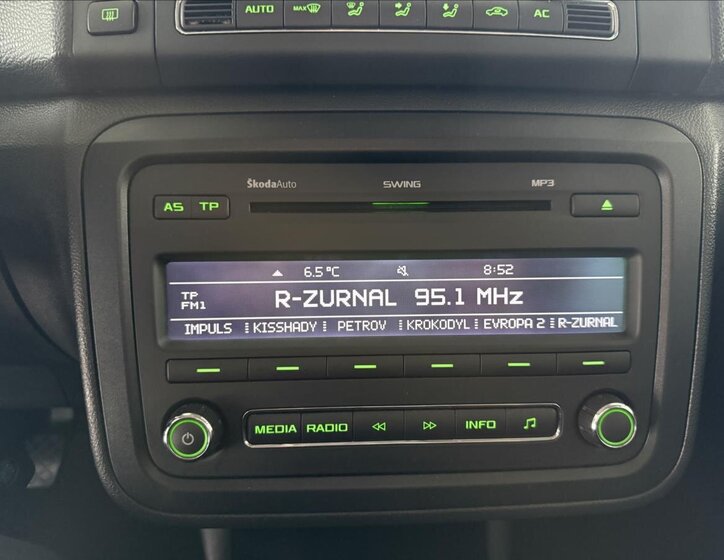 AUTO MAX AC
ŠkodaAuto SWING MP3
AS TP
6.5°C 8:52
TP
FM1
R-ZURNAL 95.1 MHz
IMPULS KISSHADY PETROV KROKODYL EVROPA 2 R-ZURNAL
MEDIA RADIO INFO